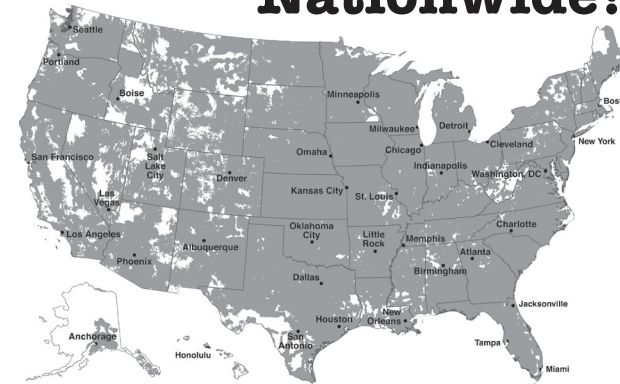 Nationwide!
Seattle
Portland
Boise
Minneapolis
Milwaukee
Detroit
Bos
New York
Cleveland
Chicago
Omaha
San Francisco
Salt
Lake
City
Denver
Indianapolis
Washington, DC
Kansas City
St. Louis
Las
Vegas
Los Angeles
Albuquerque
Oklahoma
City
Little
Rock
Memphis
Charlotte
Atlanta
Birmingham
Phoenix
Dallas
Jacksonville
Houston
New
Orleans
San
Antonio
Tampa
Miami
Anchorage
Honolulu